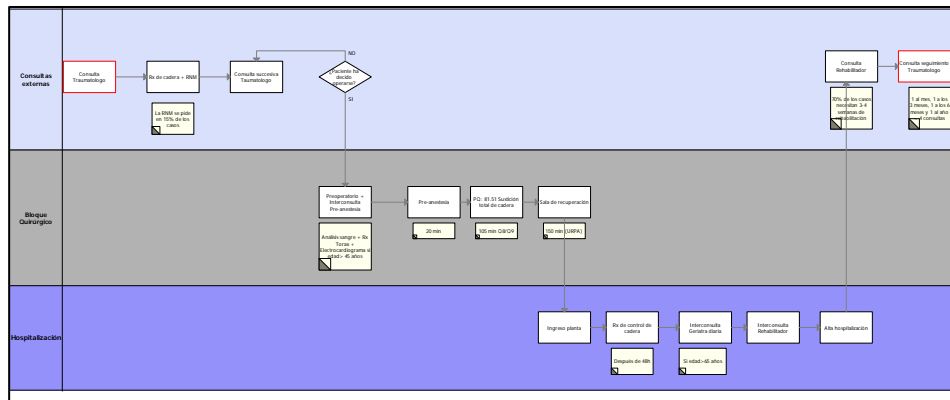 Consultas
externas
Consulta
Traumatologo
Rx de cadera + RNM
La RNM se pide
en 15% de los
casos
Consulta sucesiva
Traumatologo
NO
¿Paciente ha
decido
operarse?
SI
Consulta
Rehabilitador
70% de los casos
necesitan 3-4
semanas de
rehabilitación
Consulta seguimiento
Traumatologo
1 al mes, 1 a los
3 meses, 1 a los 6
meses y 1 al año
consultas
Bloque
Quirúrgico
Preoperatorio +
Interconsulta
Pre-anestesia
Análisis sangre + Rx
Torax +
Electrocardiograma si
edad> 45 años
Pre-anestesia
20 min
PQ: 81.51 Sustición
total de cadera
105 min Q8/Q9
Sala de recuperación
150 min (URPA)
Hospitalización
Ingreso planta
Rx de control de
cadera
Después de 48h
Interconsulta
Geriatra diaria
Si edad>65 años
Interconsulta
Rehabilitador
Alta hospitalización